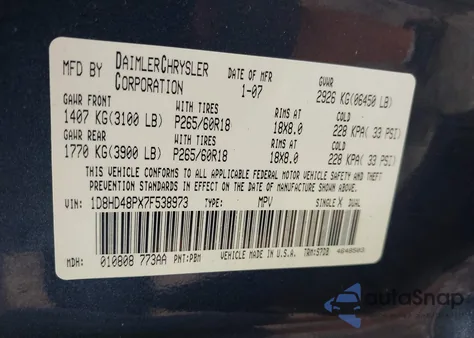 MFD BY DAIMLERCHRYSLER CORPORATION DATE OF MFR 1-07 GVWR 2926 KG(06450 LB)
GAWR FRONT WITH TIRES RIMS AT COLD
1407 KG(3100 LB) P265/60R18 18X8.0 228 KPA( 33 PSI)
GAWR REAR WITH TIRES RIMS AT COLD
1770 KG(3900 LB) P265/60R18 18X8.0 228 KPA( 33 PSI)
THIS VEHICLE CONFORMS TO ALL APPLICABLE FEDERAL MOTOR VEHICLE SAFETY, BUMPER AND THEFT
PREVENTION STANDARDS IN EFFECT ON THE DATE OF MANUFACTURE SHOWN ABOVE.
VIN: 1D8HD48PX7F538973 TYPE: MPV SINGLE X DUAL
MDH: 010808 773AA PNT:PBM VEHICLE MADE IN U.S.A.
autoSnap